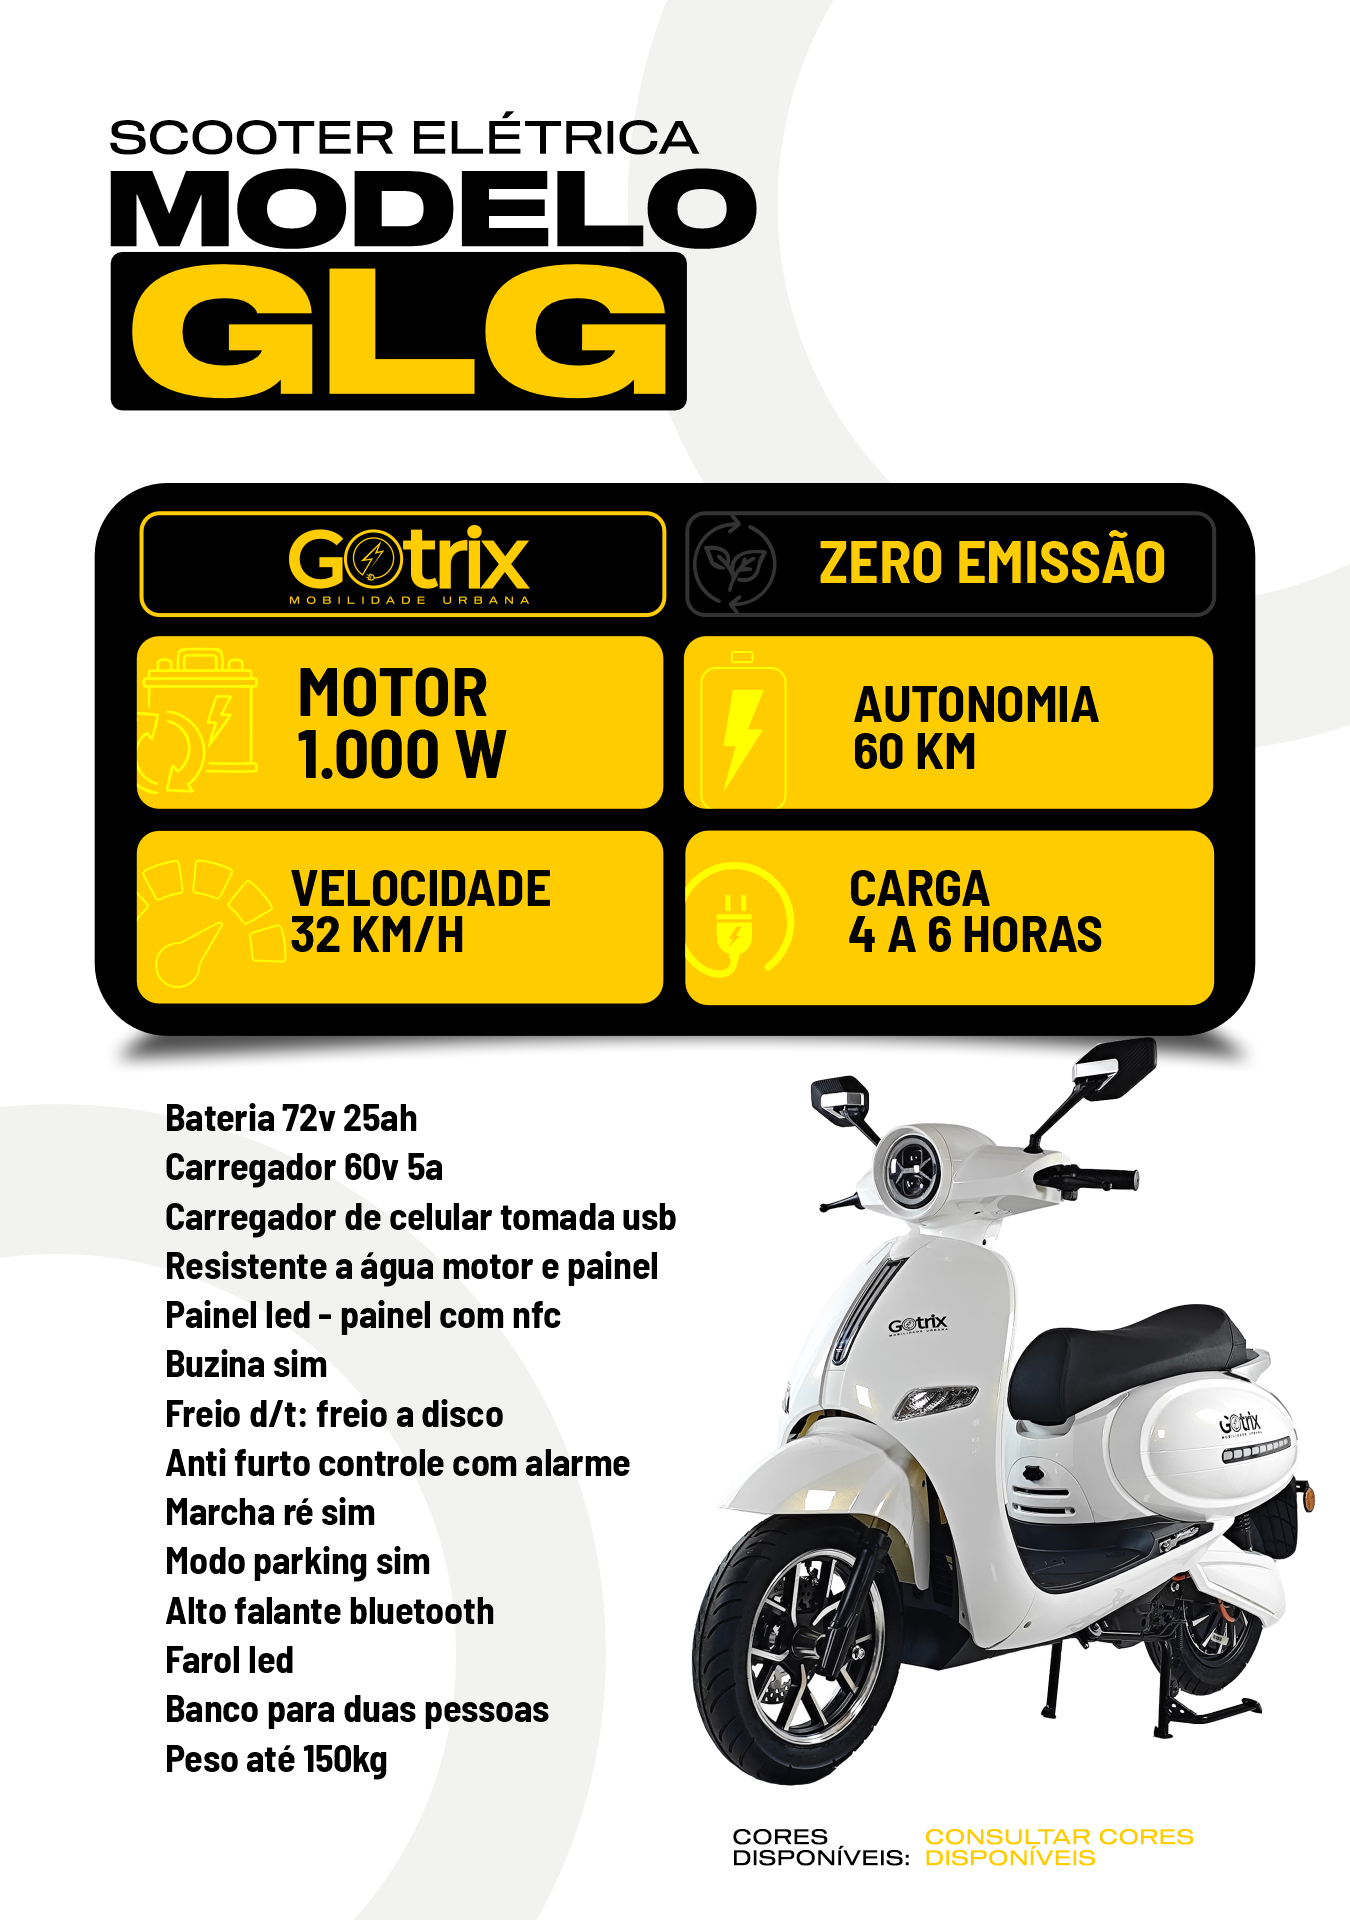 SCOOTER ELÉTRICA
MODELO
GLG
Gotrix
MOBILIDADE URBANA
ZERO EMISSÃO
MOTOR
1.000 W
AUTONOMIA
60 KM
VELOCIDADE
32 KM/H
CARGA
4 A 6 HORAS
Bateria 72v 25ah
Carregador 60v 5a
Carregador de celular tomada usb
Resistente a água motor e painel
Painel led - painel com nfc
Buzina sim
Freio d/t: freio a disco
Anti furto controle com alarme
Marcha ré sim
Modo parking sim
Alto falante bluetooth
Farol led
Banco para duas pessoas
Peso até 150kg
Gotrix
MOBILIDADE URBANA
Gotrix
MOBILIDADE URBANA
CORES
DISPONÍVEIS:
CONSULTAR CORES
DISPONÍVEIS